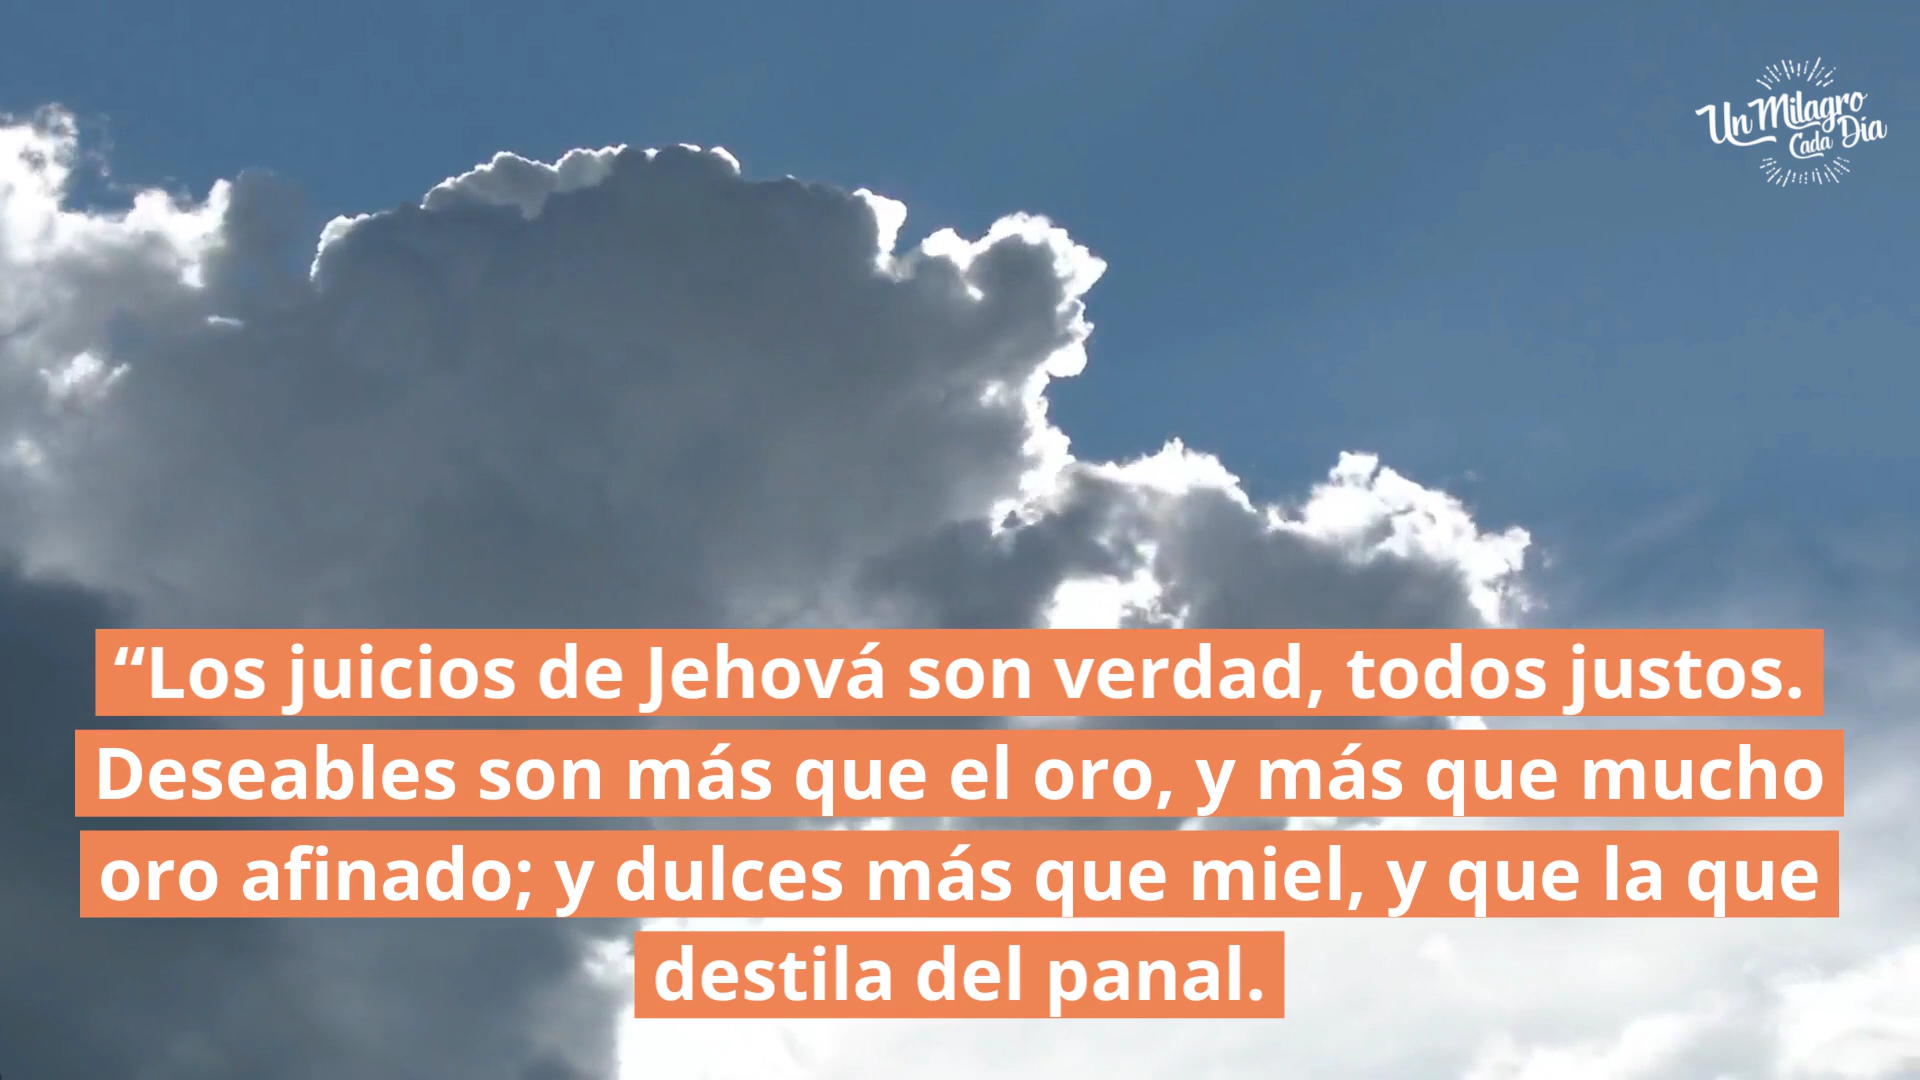 Un Milagro
Cada Día
“Los juicios de Jehová son verdad, todos justos.
Deseables son más que el oro, y más que mucho
oro afinado; y dulces más que miel, y que la que
destila del panal.